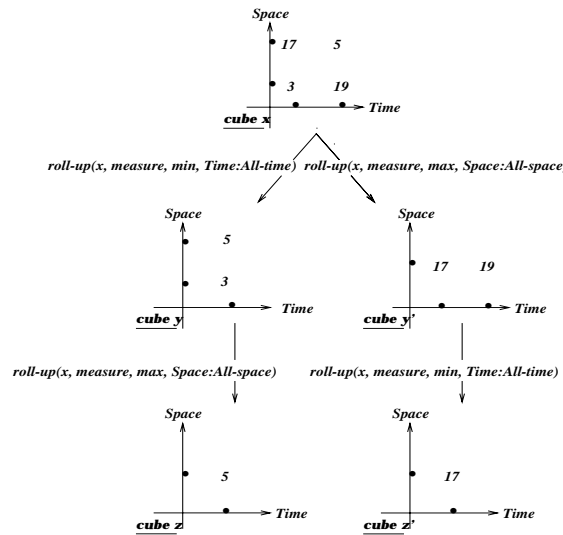 Space
17 5
3 19
Time
cube x
roll-up(x, measure, min, Time:All-time) roll-up(x, measure, max, Space:All-space
Space Space
5
3
17 19
Time Time
cube y cube y'
roll-up(x, measure, max, Space:All-space) roll-up(x, measure, min, Time:All-time)
Space Space
5 17
Time Time
cube z cube z'